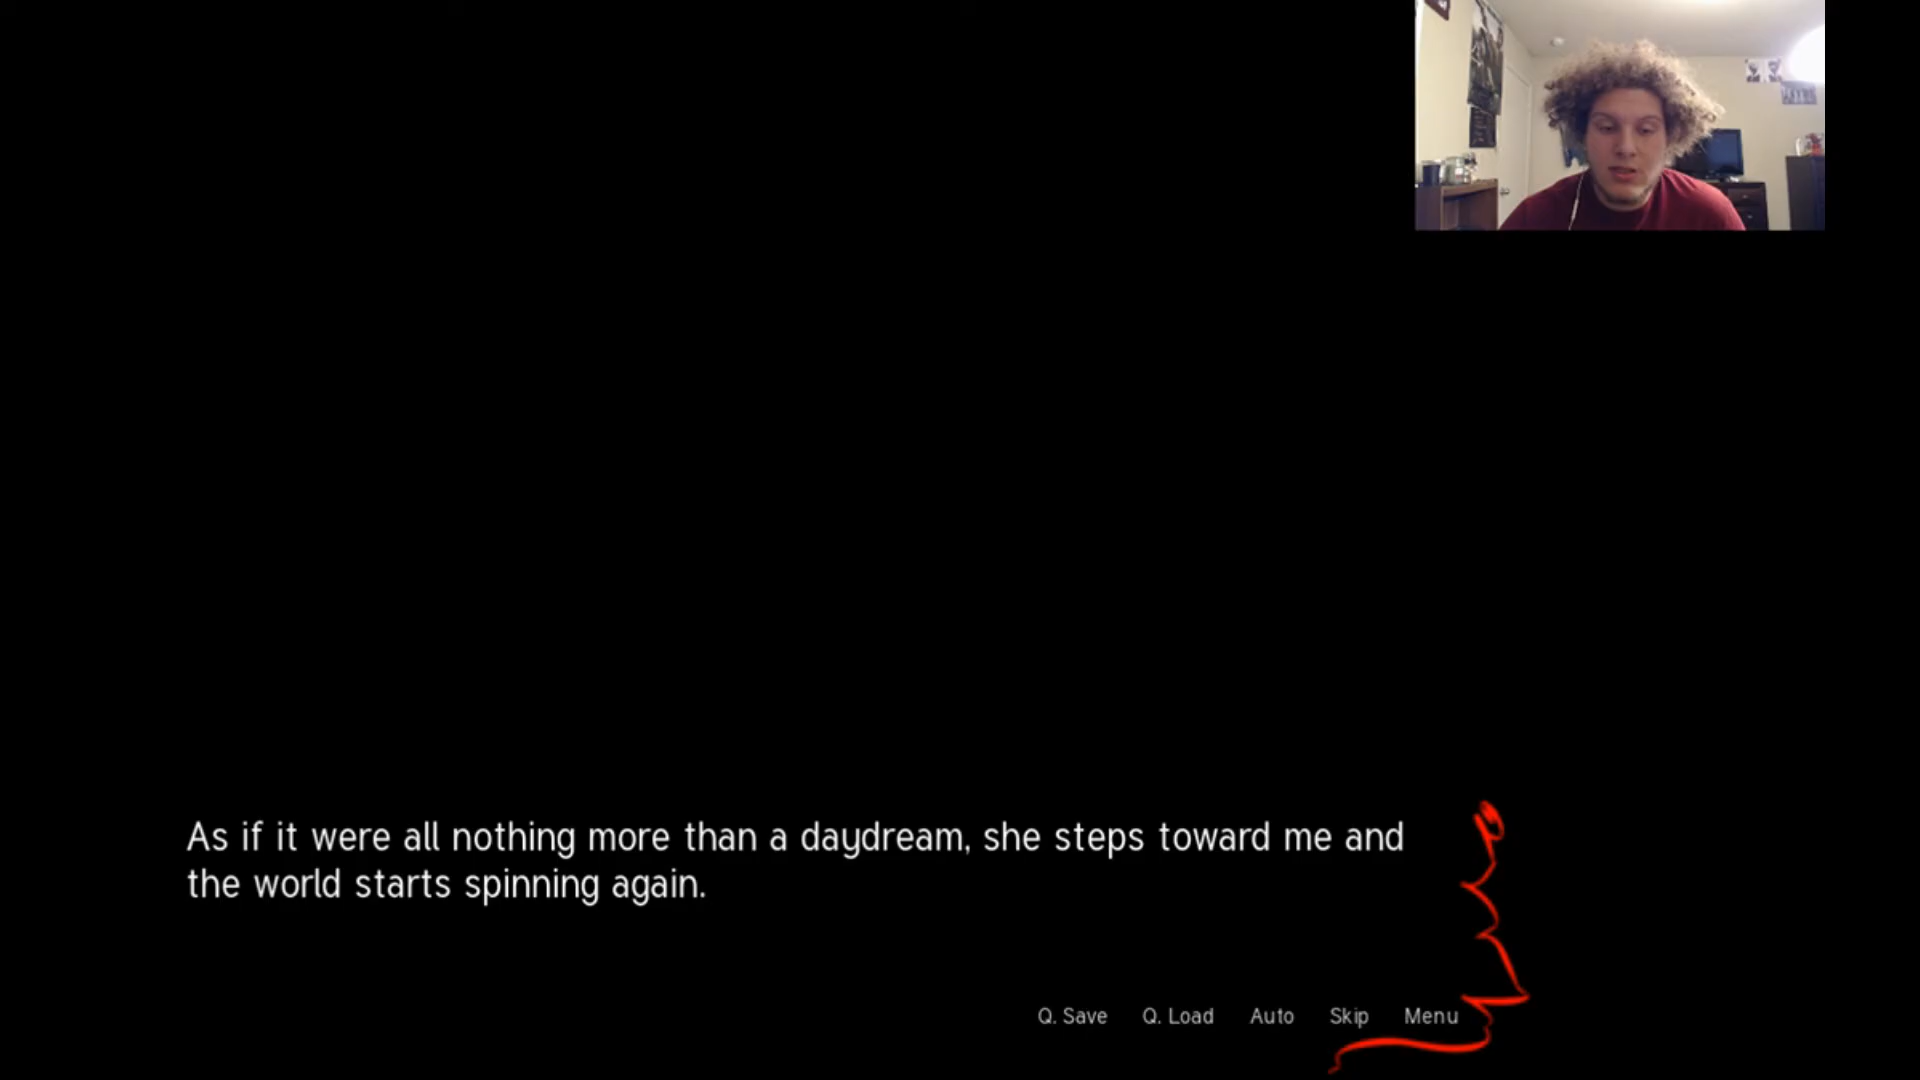 As if it were all nothing more than a daydream, she steps toward me and
the world starts spinning again.
Q. Save Q. Load Auto Skip Menu